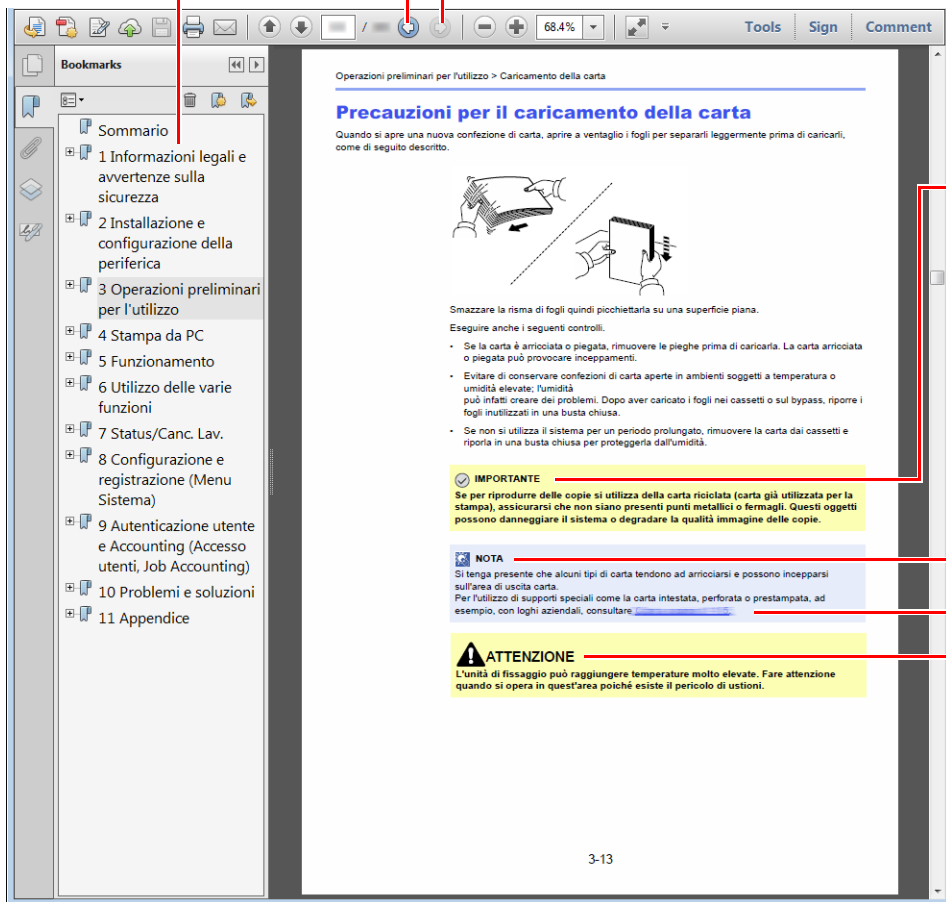 68.4%
Tools
Sign
Comment
Bookmarks
Sommario
1 Informazioni legali e
avvertenze sulla
sicurezza
2 Installazione e
configurazione della
periferica
3 Operazioni preliminari
per l'utilizzo
4 Stampa da PC
5 Funzionamento
6 Utilizzo delle varie
funzioni
7 Status/Canc. Lav.
8 Configurazione e
registrazione (Menu
Sistema)
9 Autenticazione utente
e Accounting (Accesso
utenti, Job Accounting)
10 Problemi e soluzioni
11 Appendice
Operazioni preliminari per l'utilizzo > Caricamento della carta
Precauzioni per il caricamento della carta
Quando si apre una nuova confezione di carta, aprire a ventaglio i fogli per separarli leggermente prima di caricarli,
come di seguito descritto.
Smazzare la risma di fogli quindi picchiettarla su una superficie piana.
Eseguire anche i seguenti controlli.
• Se la carta è arricciata o piegata, rimuovere le pieghe prima di caricarla. La carta arricciata
o piegata può provocare inceppamenti.
• Evitare di conservare confezioni di carta aperte in ambienti soggetti a temperatura o
umidità elevate; l'umidità
può infatti creare dei problemi. Dopo aver caricato i fogli nei cassetti o sul bypass, riporre i
fogli inutilizzati in una busta chiusa.
• Se non si utilizza il sistema per un periodo prolungato, rimuovere la carta dai cassetti e
riporla in una busta chiusa per proteggerla dall'umidità.
IMPORTANTE
Se per riprodurre delle copie si utilizza della carta riciclata (carta già utilizzata per la
stampa), assicurarsi che non siano presenti punti metallici o fermagli. Questi oggetti
possono danneggiare il sistema o degradare la qualità immagine delle copie.
NOTA
Si tenga presente che alcuni tipi di carta tendono ad arricciarsi e possono incepparsi
sull'area di uscita carta.
Per l'utilizzo di supporti speciali come la carta intestata, perforata o prestampata, ad
esempio, con loghi aziendali, consultare
ATTENZIONE
L'unità di fissaggio può raggiungere temperature molto elevate. Fare attenzione
quando si opera in quest'area poiché esiste il pericolo di ustioni.
3-13